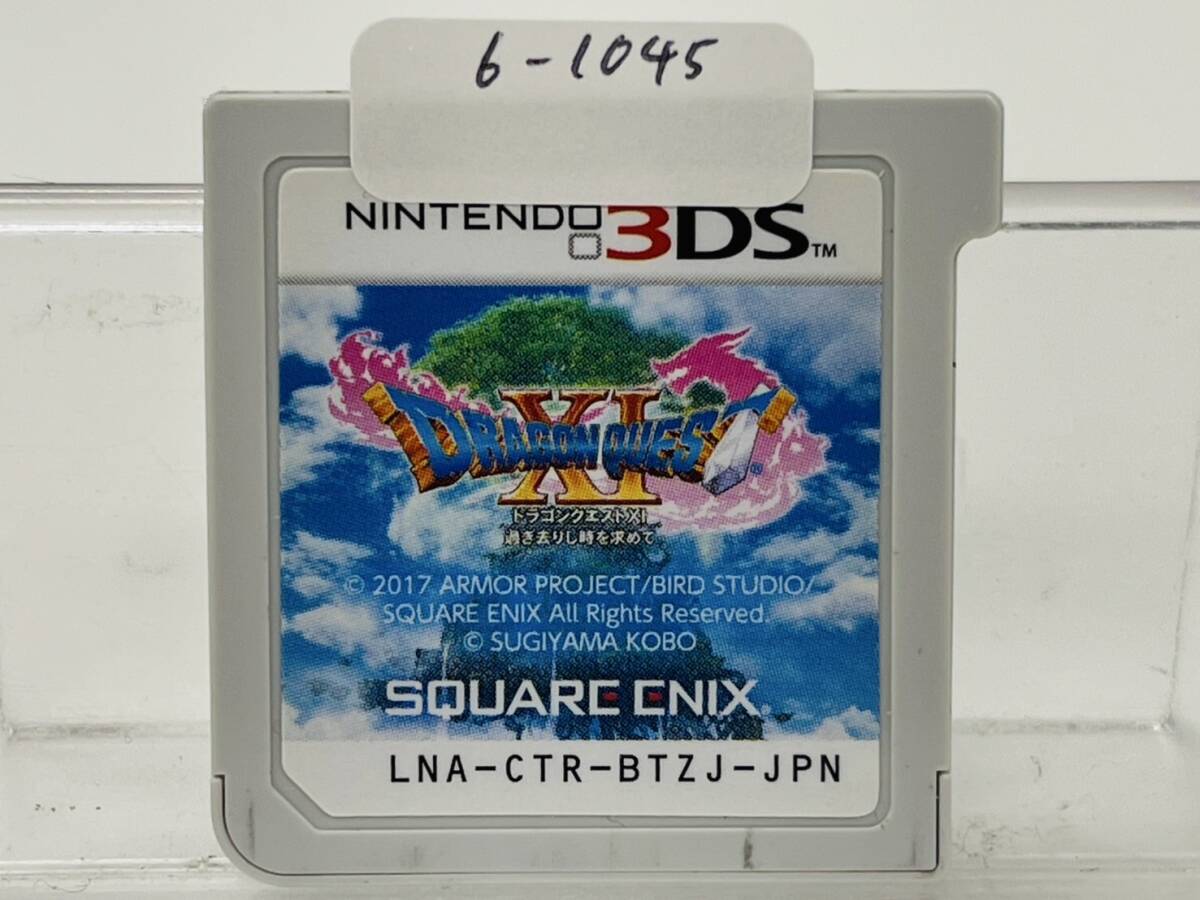 6-1045
NINTENDO 3DS™
DRAGON QUEST®
XI
ドラゴンクエストXI
過ぎ去りし時を求めて
© 2017 ARMOR PROJECT/BIRD STUDIO/
SQUARE ENIX All Rights Reserved.
© SUGIYAMA KOBO
SQUARE ENIX®
LNA-CTR-BTZJ-JPN